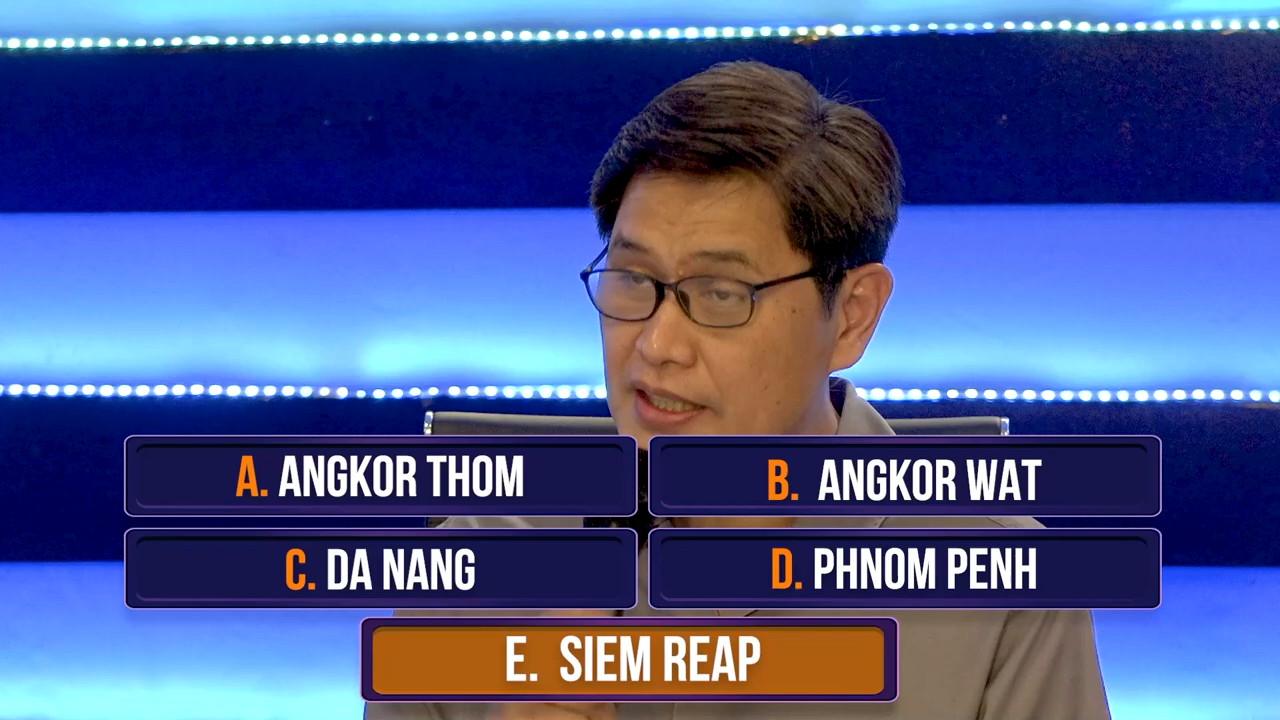 A. ANGKOR THOM
B. ANGKOR WAT
C. DA NANG
D. PHNOM PENH
E. SIEM REAP